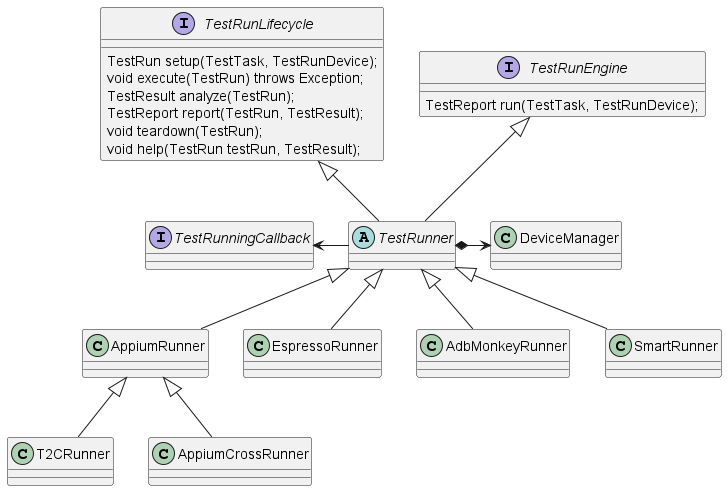 I TestRunLifecycle
TestRun setup(TestTask, TestRunDevice);
void execute(TestRun) throws Exception;
TestResult analyze(TestRun);
TestReport report(TestRun, TestResult);
void teardown(TestRun);
void help(TestRun testRun, TestResult);
I TestRunEngine
TestReport run(TestTask, TestRunDevice);
I TestRunningCallback
A TestRunner
C DeviceManager
C AppiumRunner
C EspressoRunner
C AdbMonkeyRunner
C SmartRunner
C T2CRunner
C AppiumCrossRunner